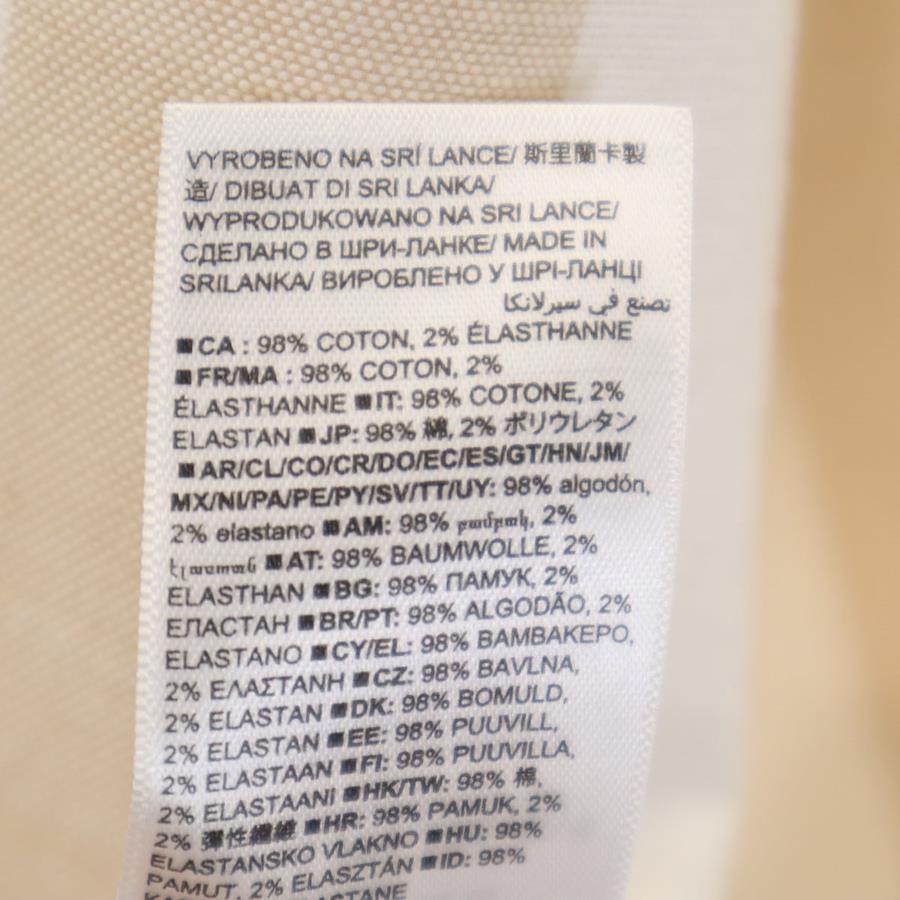 VYROBENO NA SRÍ LANCE/ 斯里蘭卡製
造/ DIBUAT DI SRI LANKA/
WYPRODUKOWANO NA SRI LANCE/
СДЕЛАНО В ШРИ-ЛАНКЕ/ MADE IN
SRILANKA/ ВИРОБЛЕНО У ШРІ-ЛАНЦІ
تصنع في سيرلانكا
■CA : 98% COTON, 2% ÉLASTHANNE
■FR/MA : 98% COTON, 2%
ÉLASTHANNE ■IT: 98% COTONE, 2%
ELASTAN ■JP: 98% 綿, 2% ポリウレタン
■AR/CL/CO/CR/DO/EC/ES/GT/HN/JM/
MX/NI/PA/PE/PY/SV/TT/UY: 98% algodón,
2% elastano ■AM: 98% բամբակ, 2%
էլաստան ■AT: 98% BAUMWOLLE, 2%
ELASTHAN ■BG: 98% ПАМУК, 2%
ЕЛАСТАН ■BR/PT: 98% ALGODÃO, 2%
ELASTANO ■CY/EL: 98% ΒΑΜΒΑΚΕΡΟ,
2% ΕΛΑΣΤΑΝΗ ■CZ: 98% BAVLNA,
2% ELASTAN ■DK: 98% BOMULD,
2% ELASTAN ■EE: 98% PUUVILL,
2% ELASTAAN ■FI: 98% PUUVILLA,
2% ELASTAANI ■HK/TW: 98% 棉,
2% 彈性纖維 ■HR: 98% PAMUK, 2%
ELASTANSKO VLAKNO ■HU: 98%
PAMUT, 2% ELASZTÁN ■ID: 98%